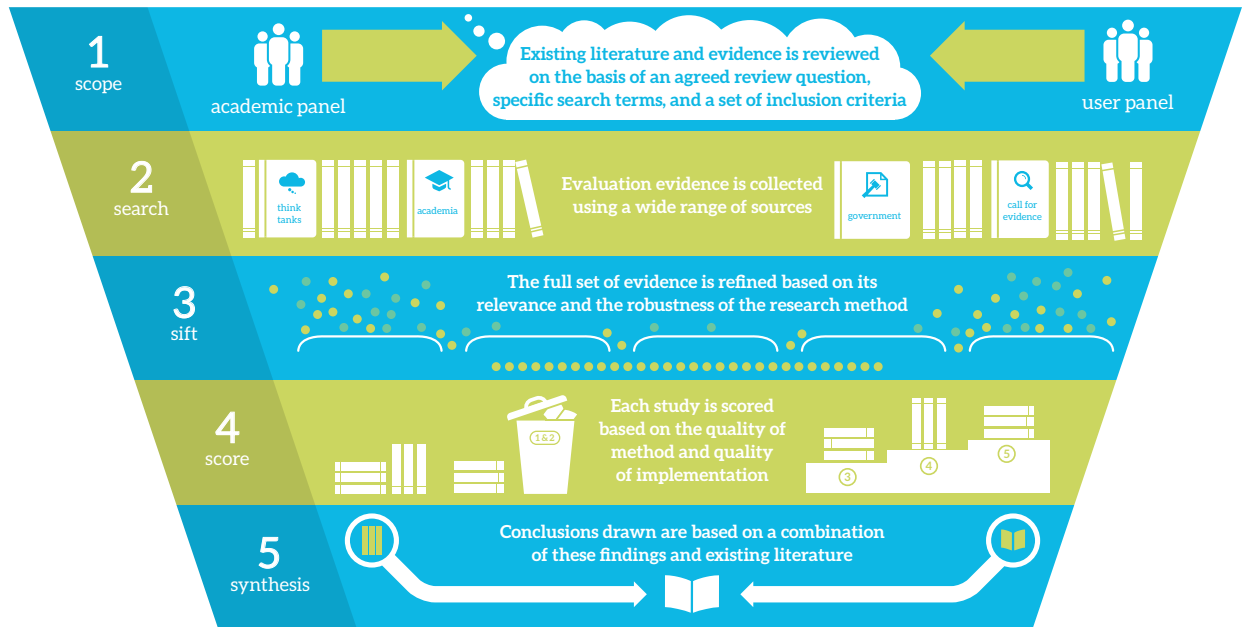 1
scope
academic panel
Existing literature and evidence is reviewed
on the basis of an agreed review question,
specific search terms, and a set of inclusion criteria
user panel
2
search
think
tanks
academia
Evaluation evidence is collected
using a wide range of sources
government
call for
evidence
3
sift
The full set of evidence is refined based on its
relevance and the robustness of the research method
4
score
1 & 2
Each study is scored
based on the quality of
method and quality
of implementation
3
4
5
5
synthesis
Conclusions drawn are based on a combination
of these findings and existing literature